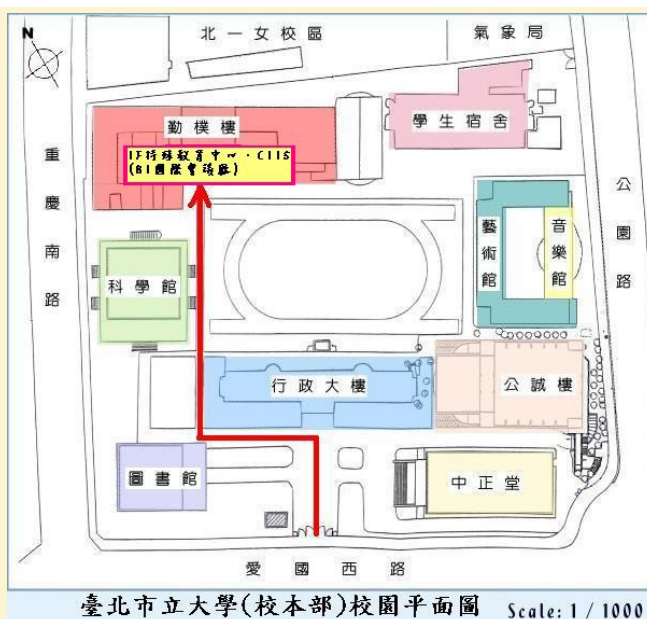 N
北一女校區
氣象局
勤樸樓
學生宿舍
1F推廣教育中心·CIIS
(B1國際會議廳)
重慶南路
公園路
藝術館
音樂館
科學館
行政大樓
公誠樓
圖書館
中正堂
愛國西路
臺北市立大學(校本部)校園平面圖 Scale: 1 / 1000